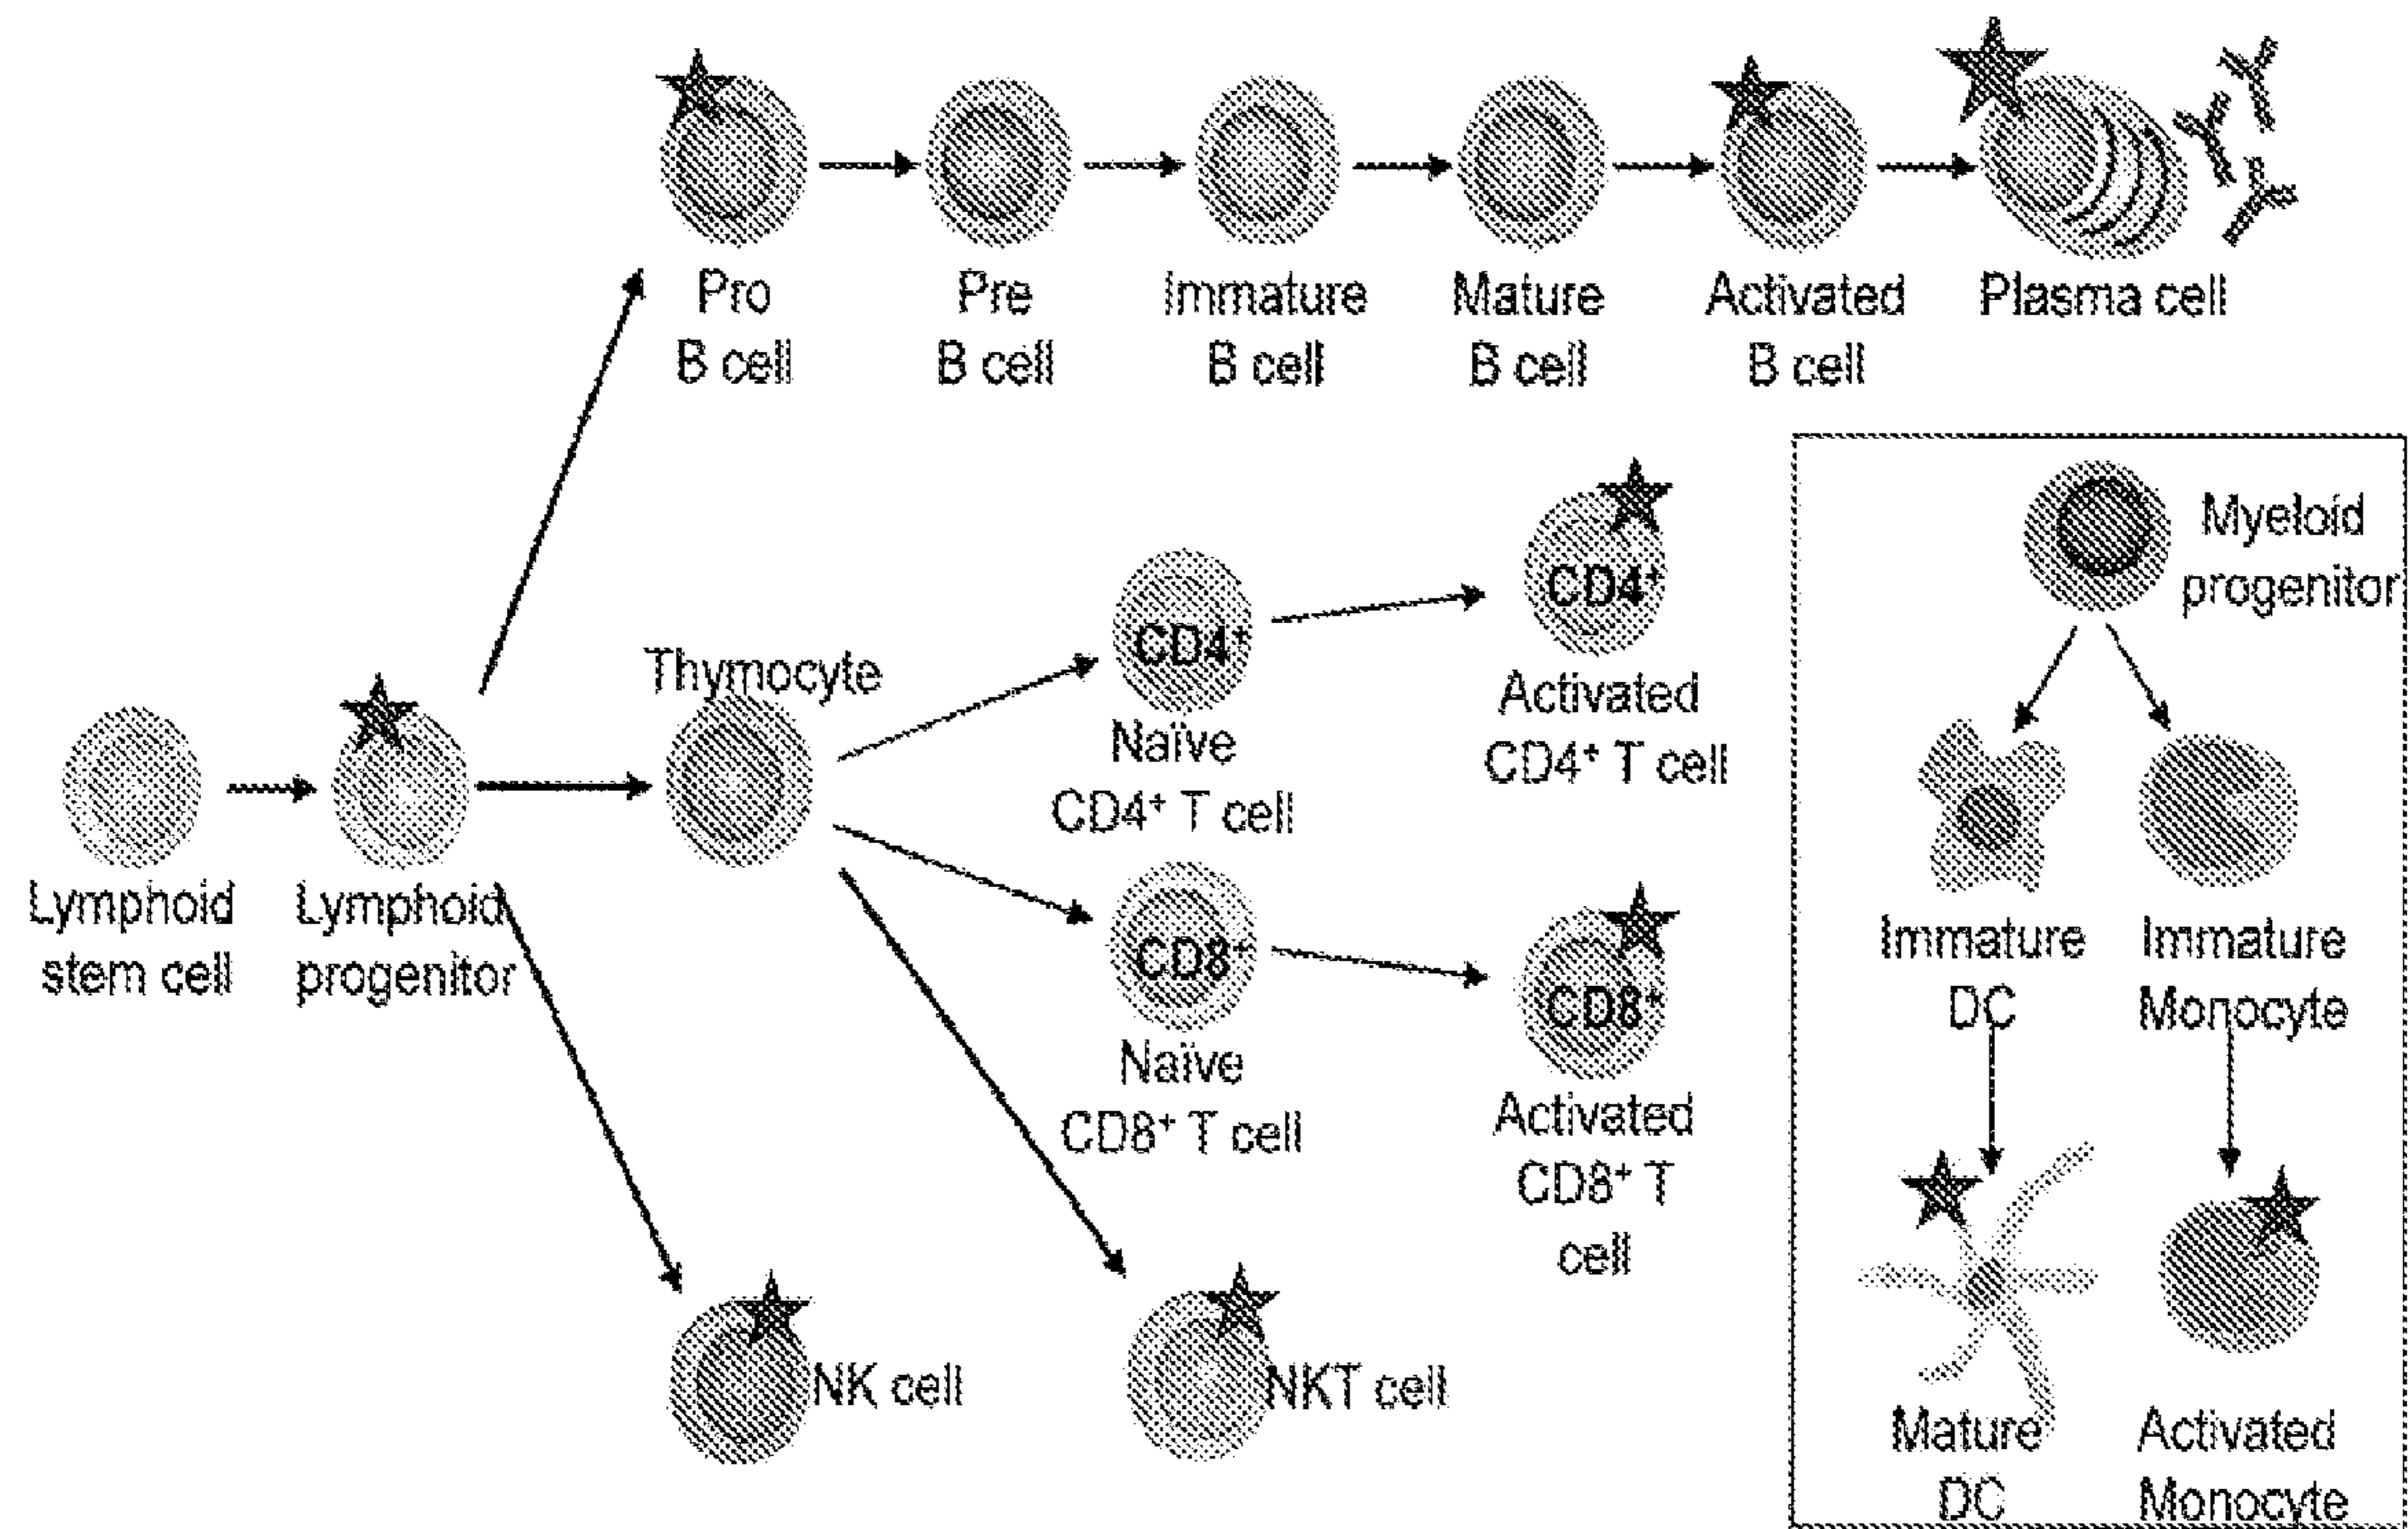 Pro
B cell
Pre
B cell
Immature
B cell
Mature
B cell
Activated
B cell
Plasma cell
Lymphoid
stem cell
Lymphoid
progenitor
Thymocyte
CD4⁺
Naïve
CD4⁺ T cell
CD4⁺
Activated
CD4⁺ T cell
CD8⁺
Naïve
CD8⁺ T cell
CD8⁺
Activated
CD8⁺ T
cell
NK cell
NKT cell
Myeloid
progenitor
Immature
DC
Immature
Monocyte
Mature
DC
Activated
Monocyte